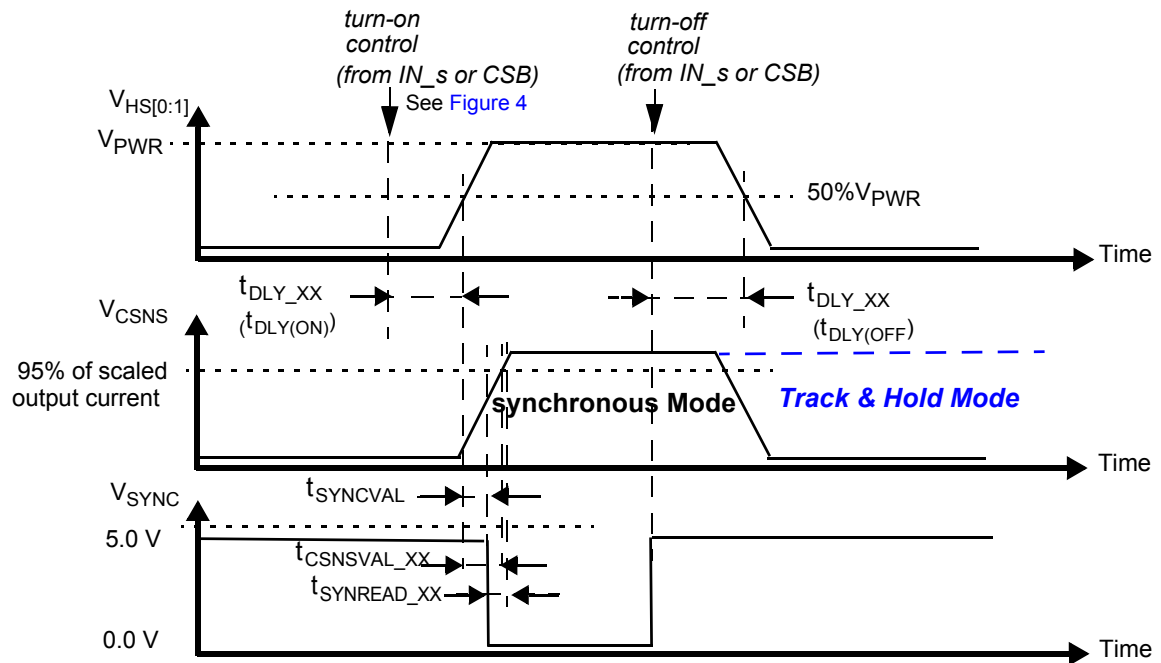 turn-on
control
(from IN_s or CSB)
See Figure 4
turn-off
control
(from IN_s or CSB)
VHS[0:1]
VPWR
50%VPWR
Time
tDLY_XX
(tDLY(ON))
tDLY_XX
(tDLY(OFF)
VCSNS
95% of scaled
output current
synchronous Mode
Track & Hold Mode
Time
tSYNCVAL
VSYNC
5.0 V
tCSNSVAL_XX
tSYNREAD_XX
0.0 V
Time